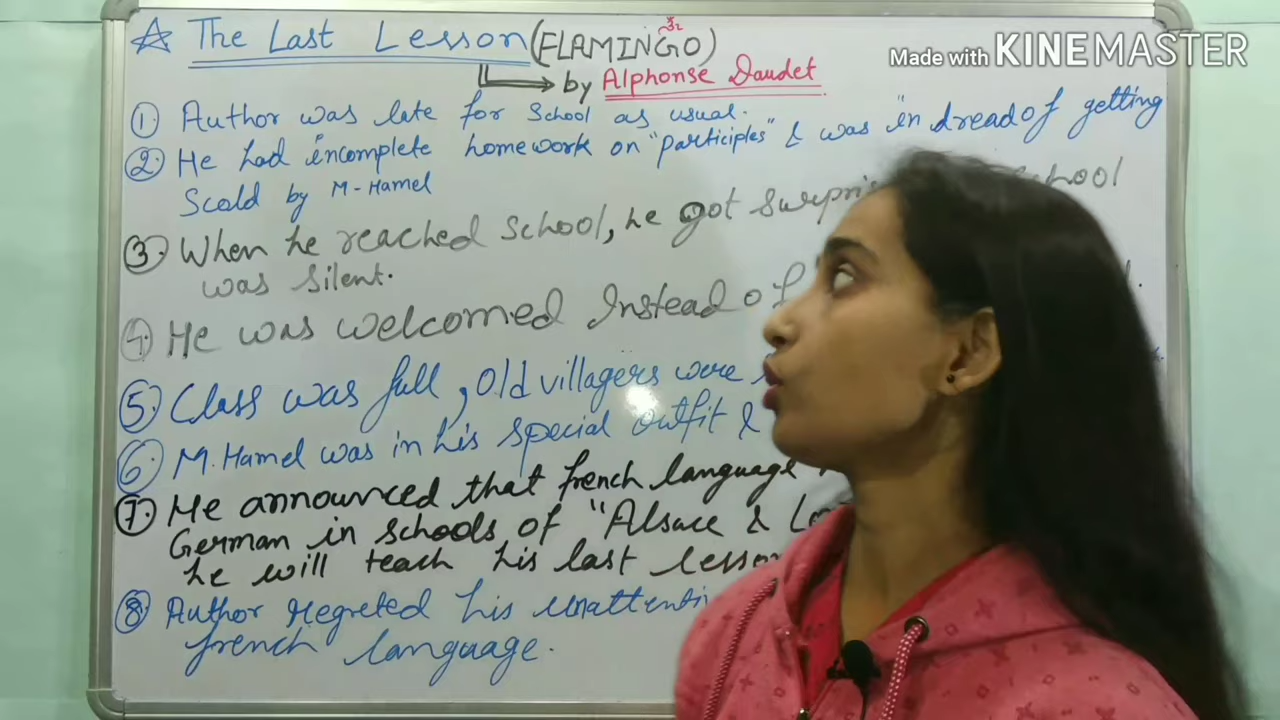 ☆ The Last Lesson (FLAMINGO)
Made with KINEMASTER
by Alphonse Daudet
① Author was late for school as usual.
② He had incomplete homework on "participles" & was "in dread of getting
Scold by M-Hamel
③ When he reached school, he got school
was silent.
④ He was welcomed Instead of
⑤ Class was full, Old villagers were
⑥ M. Hamel was in his special outfit &
⑦ He announced that french language
German in schools of "Alsace &
he will teach his last lesson
⑧ Author regreted his
french language.